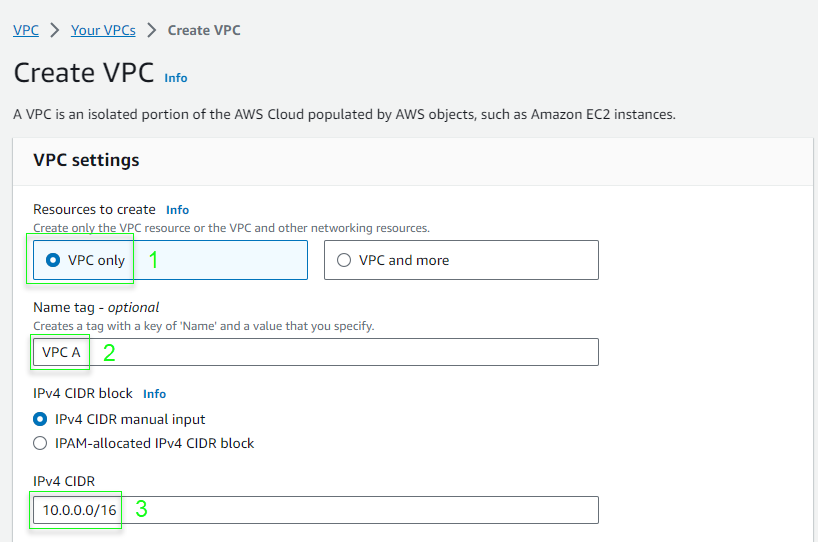 VPC > Your VPCs > Create VPC
Create VPC Info
A VPC is an isolated portion of the AWS Cloud populated by AWS objects, such as Amazon EC2 instances.
VPC settings
Resources to create Info
Create only the VPC resource or the VPC and other networking resources.
VPC only 1 VPC and more
Name tag - optional
Creates a tag with a key of 'Name' and a value that you specify.
VPC A 2
IPv4 CIDR block Info
IPv4 CIDR manual input
IPAM-allocated IPv4 CIDR block
IPv4 CIDR
10.0.0.0/16 3